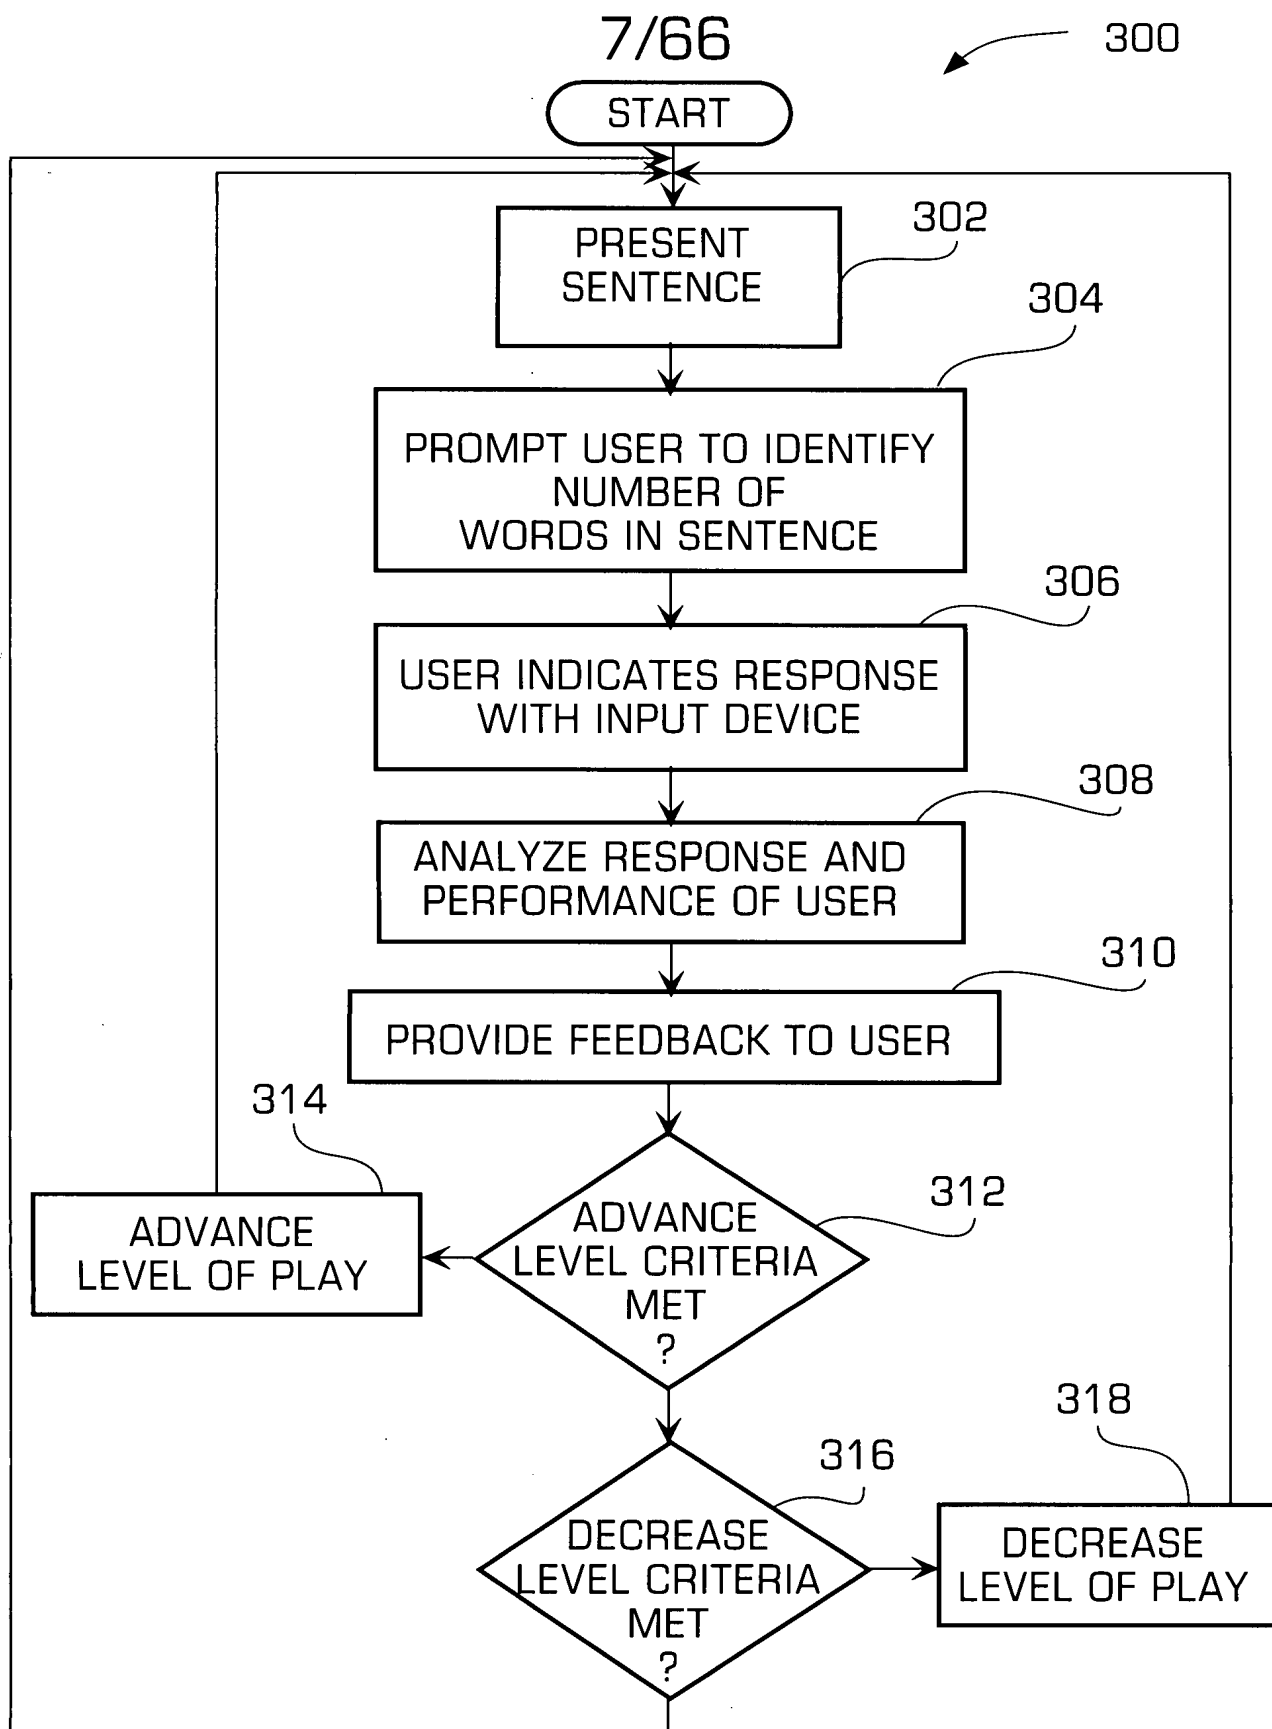 7/66
300
START
302
PRESENT
SENTENCE
304
PROMPT USER TO IDENTIFY
NUMBER OF
WORDS IN SENTENCE
306
USER INDICATES RESPONSE
WITH INPUT DEVICE
308
ANALYZE RESPONSE AND
PERFORMANCE OF USER
310
PROVIDE FEEDBACK TO USER
314
312
ADVANCE
LEVEL OF PLAY
ADVANCE
LEVEL CRITERIA
MET
?
318
316
DECREASE
LEVEL CRITERIA
MET
?
DECREASE
LEVEL OF PLAY